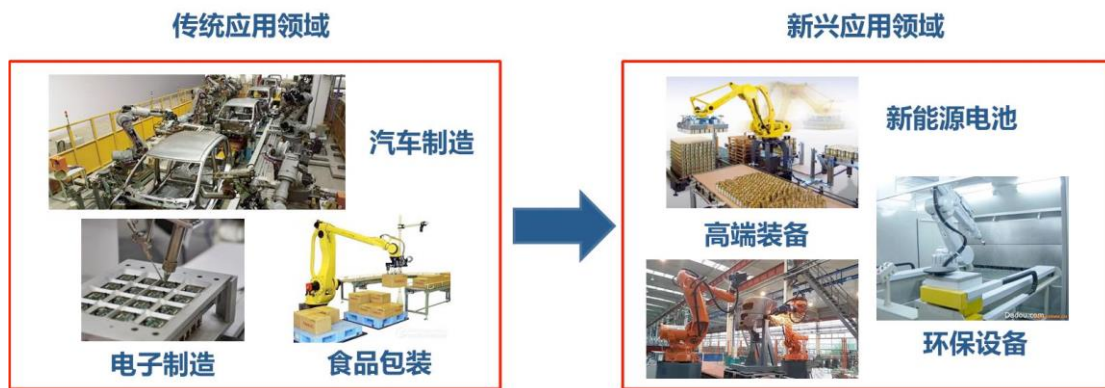 传统应用领域
新兴应用领域
汽车制造
电子制造
食品包装
新能源电池
高端装备
环保设备